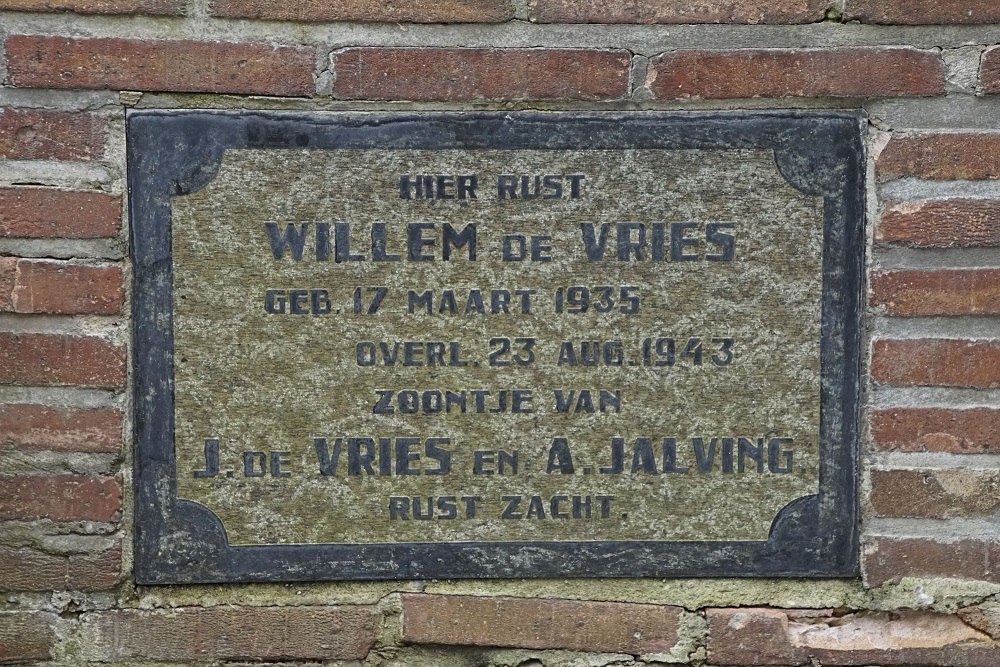 HIER RUST
WILLEM DE VRIES
GEB. 17 MAART 1935
OVERL. 23 AUG. 1943
ZOONTJE VAN
J. DE VRIES EN A. JALVING.
RUST ZACHT.